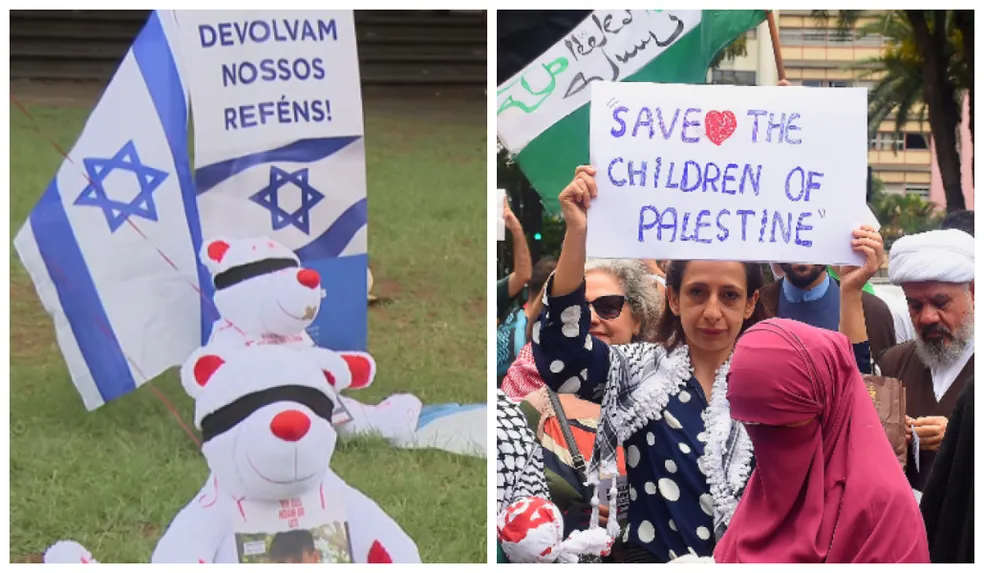 DEVOLVAM
NOSSOS
REFÉNS!
"SAVE THE
CHILDREN OF
PALESTINE"